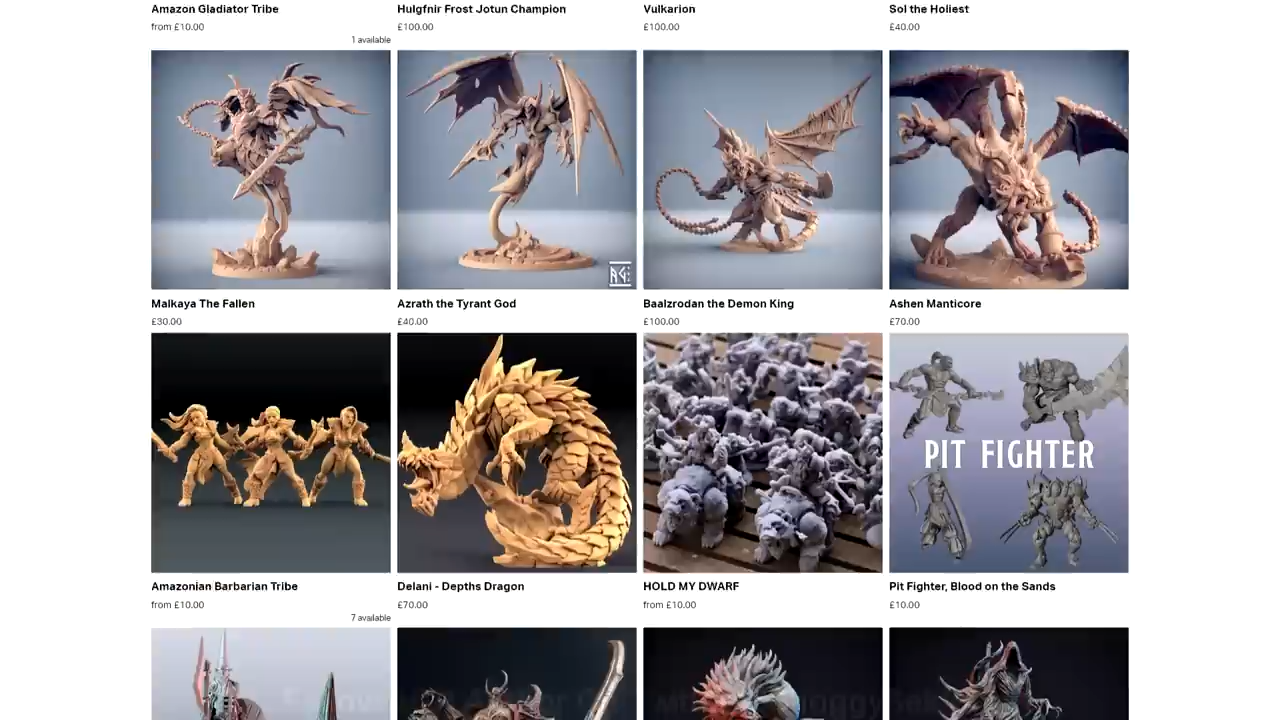 Amazon Gladiator Tribe
from £10.00
1 available
Hulgfnir Frost Jotun Champion
£100.00
Vulkarion
£100.00
Sol the Holiest
£40.00
Malkaya The Fallen
£30.00
Azrath the Tyrant God
£40.00
Baalzrodan the Demon King
£100.00
Ashen Manticore
£70.00
PIT FIGHTER
Amazonian Barbarian Tribe
from £10.00
7 available
Delani - Depths Dragon
£70.00
HOLD MY DWARF
from £10.00
Pit Fighter, Blood on the Sands
£10.00